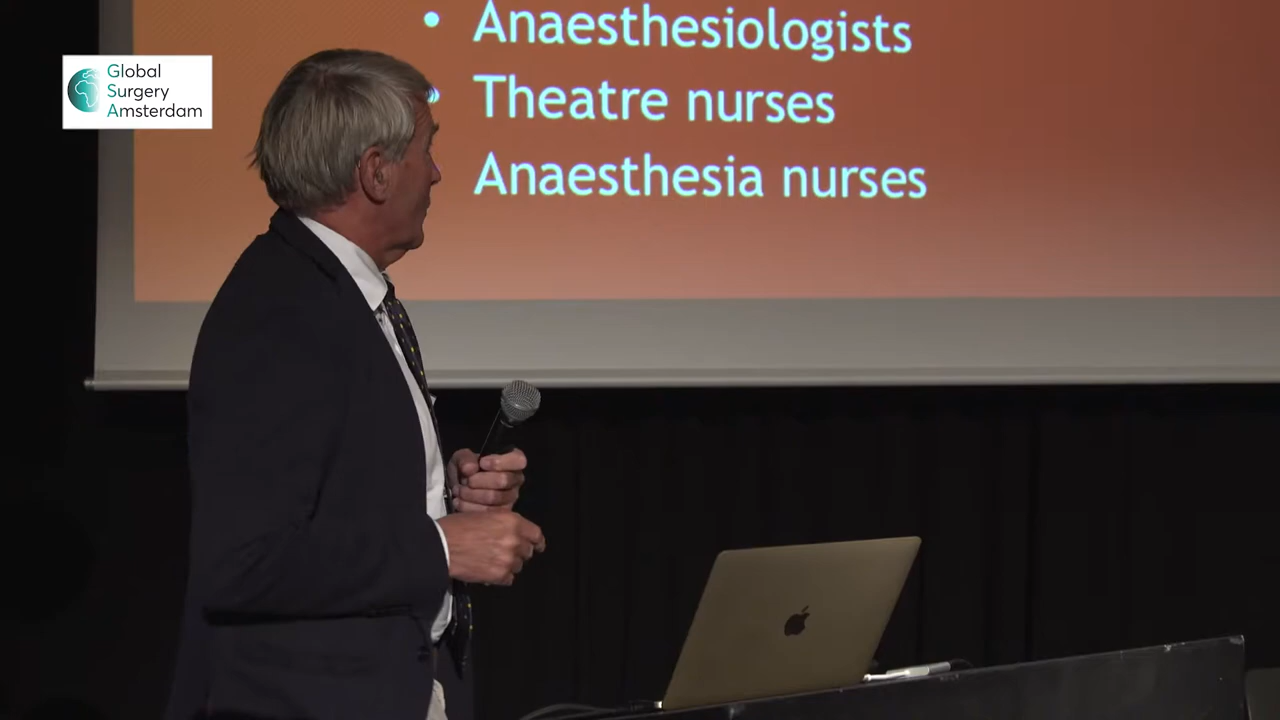 Global
Surgery
Amsterdam
• Anaesthesiologists
• Theatre nurses
Anaesthesia nurses